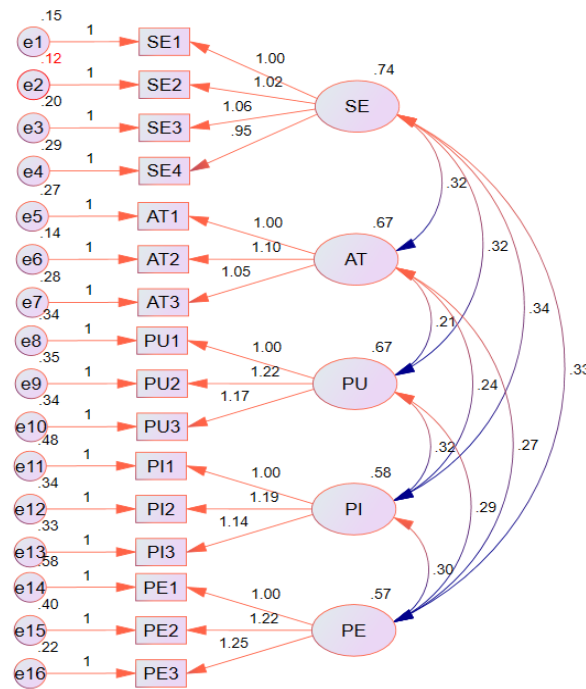 .15
e1 1 SE1
1.00
.12
.74
e2 1 SE2
1.02
SE
.20
e3 1 SE3
1.06
.29
e4 1 SE4
.95
.27
.32
e5 1 AT1
1.00
.67
.14
.32
e6 1 AT2
1.10
AT
.28
e7 1 AT3
1.05
.34
.34
.21
e8 1 PU1
1.00
.67
.35
.33
e9 1 PU2
1.22
PU
.24
.34
e10 1 PU3
1.17
.48
.32
.27
e11 1 PI1
1.00
.58
.34
e12 1 PI2
1.19
PI
.29
.33
e13 1 PI3
1.14
.58
.30
e14 1 PE1
1.00
.57
.40
e15 1 PE2
1.22
PE
.22
e16 1 PE3
1.25